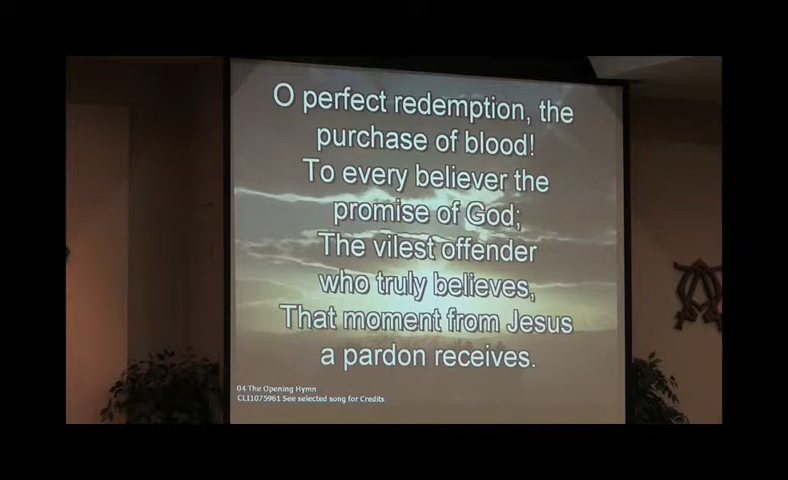 O perfect redemption, the
purchase of blood!
To every believer the
promise of God;
The vilest offender
who truly believes,
That moment from Jesus
a pardon receives.
04 The Opening Hymn
CLI1075961 See selected song for Credits